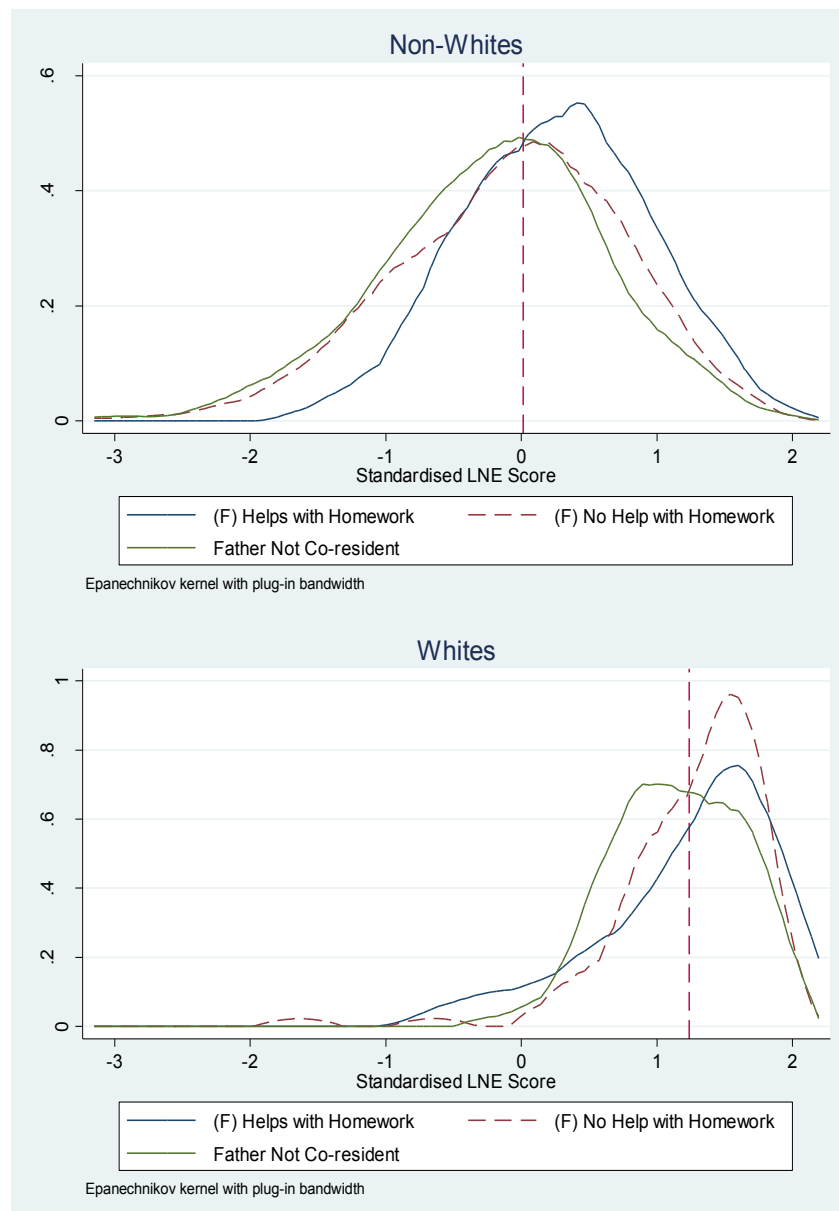 Non-Whites
.6
.4
.2
0
-3 -2 -1 0 1 2
Standardised LNE Score
(F) Helps with Homework (F) No Help with Homework
Father Not Co-resident
Epanechnikov kernel with plug-in bandwidth
Whites
1
.8
.6
.4
.2
0
-3 -2 -1 0 1 2
Standardised LNE Score
(F) Helps with Homework (F) No Help with Homework
Father Not Co-resident
Epanechnikov kernel with plug-in bandwidth